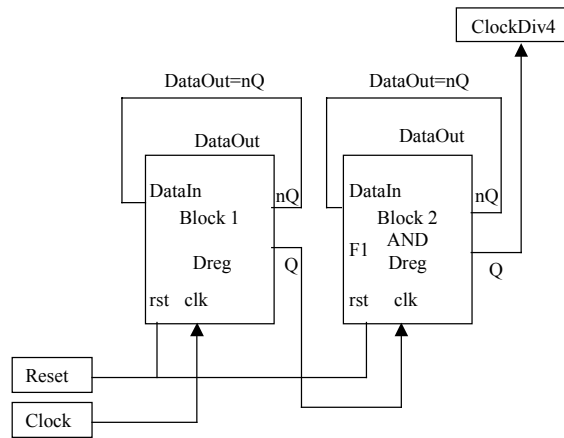 ClockDiv4
DataOut=nQ
DataOut=nQ
DataOut
DataOut
DataIn
nQ
Block 1
Dreg
Q
rst clk
DataIn
nQ
Block 2
F1 AND
Dreg
Q
rst clk
Reset
Clock